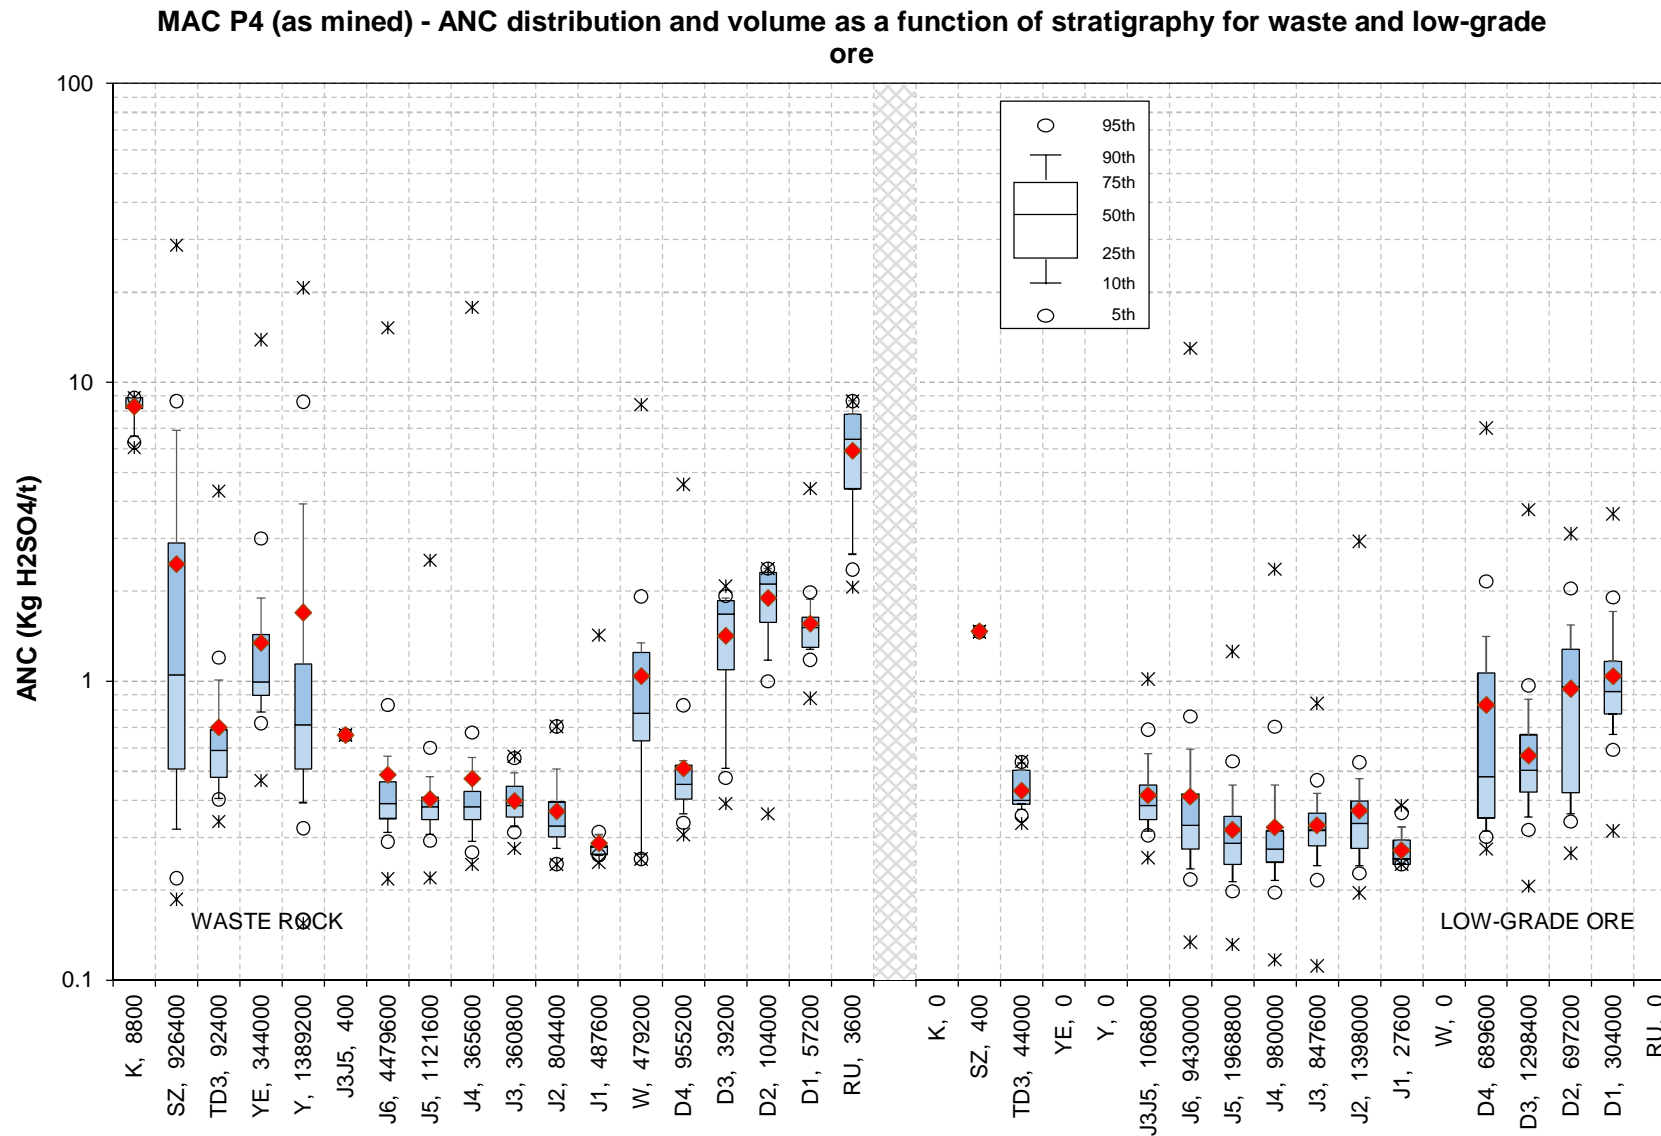 MAC P4 (as mined) - ANC distribution and volume as a function of stratigraphy for waste and low-grade
ore
ANC (Kg H2SO4/t)
100
10
1
0.1
95th
90th
75th
50th
25th
10th
5th
WASTE ROCK
LOW-GRADE ORE
K, 8800
SZ, 926400
TD3, 92400
YE, 344000
Y, 1389200
J3J5, 400
J6, 4479600
J5, 1121600
J4, 365600
J3, 360800
J2, 804400
J1, 487600
W, 479200
D4, 955200
D3, 392200
D2, 104000
D1, 57200
RU, 3600
K, 0
SZ, 400
TD3, 44000
YE, 0
Y, 0
J3J5, 106800
J6, 9430000
J5, 1968800
J4, 980000
J3, 847600
J2, 1398000
J1, 27600
W, 0
D4, 689600
D3, 1298400
D2, 697200
D1, 304000
RU, 0